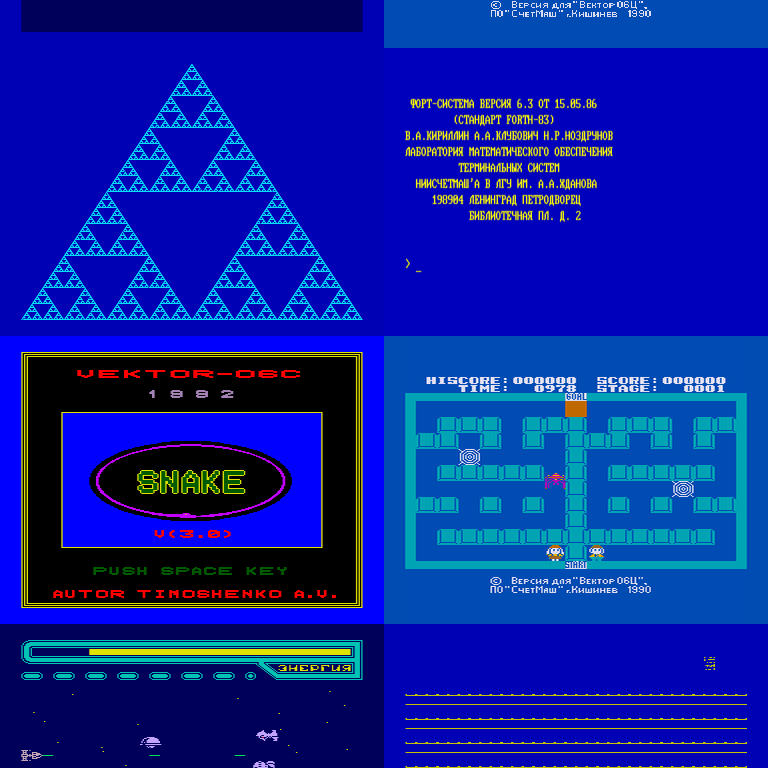 © Версия для "Вектор 06Ц",
ПО "СчетМаш" г.Кишинев 1990
ФОРТ-СИСТЕМА ВЕРСИЯ 6.3 ОТ 15.05.86
(СТАНДАРТ FORTH-83)
В.А.КИРИЛЛИН А.А.КЛУБОВИЧ Н.Р.НОЗДРУНОВ
ЛАБОРАТОРИЯ МАТЕМАТИЧЕСКОГО ОБЕСПЕЧЕНИЯ
ТЕРМИНАЛЬНЫХ СИСТЕМ
НИИСЧЕТМАШ'А В ЛГУ ИМ. А.А.ЖДАНОВА
198904 ЛЕНИНГРАД ПЕТРОДВОРЕЦ
БИБЛИОТЕЧНАЯ ПЛ. Д. 2
>_
VEKTOR-06C
1992
SNAKE
V(3.0)
PUSH SPACE KEY
AUTOR TIMOSHENKO A.V.
HISCORE:000000 SCORE:000000
TIME: 0978 STAGE: 0001
GOAL
START
© Версия для "Вектор 06Ц",
ПО "СчетМаш" г.Кишинев 1990
ЭНЕРГИЯ